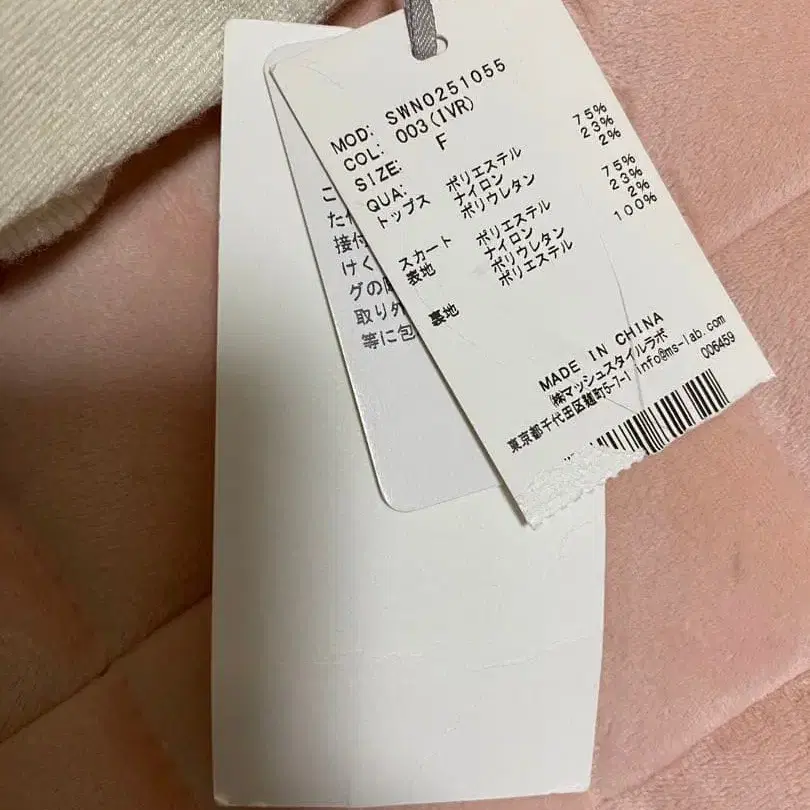 MOD: SWN0251055
COL: 003(IVR)
SIZE: F
QUA:
トップス ポリエステル 75%
ナイロン 23%
ポリウレタン 2%
スカート
表地 ポリエステル 75%
ナイロン 23%
ポリウレタン 2%
裏地 ポリエステル 100%
MADE IN CHINA
㈱マッシュスタイルラボ
東京都千代田区麹町5-7-1 info@ms-lab.com
006459
こ
た
接付
けく
グの
取り外
等に包